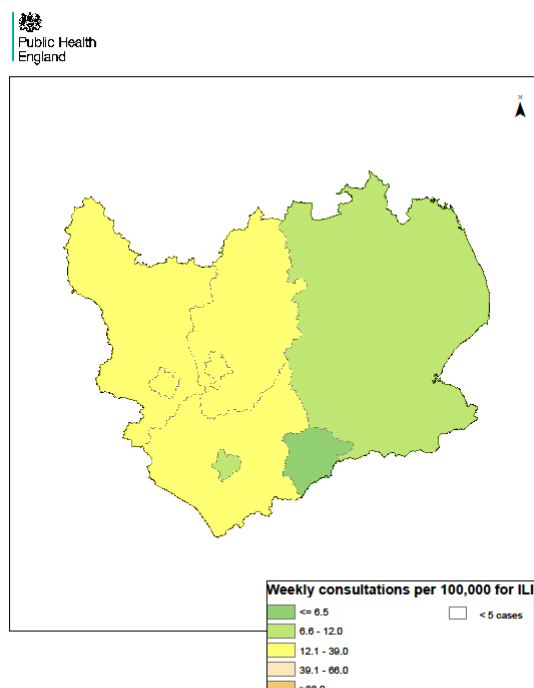 Public Health
England
N
Weekly consultations per 100,000 for ILI
<= 6.5
< 5 cases
6.6 - 12.0
12.1 - 39.0
39.1 - 66.0